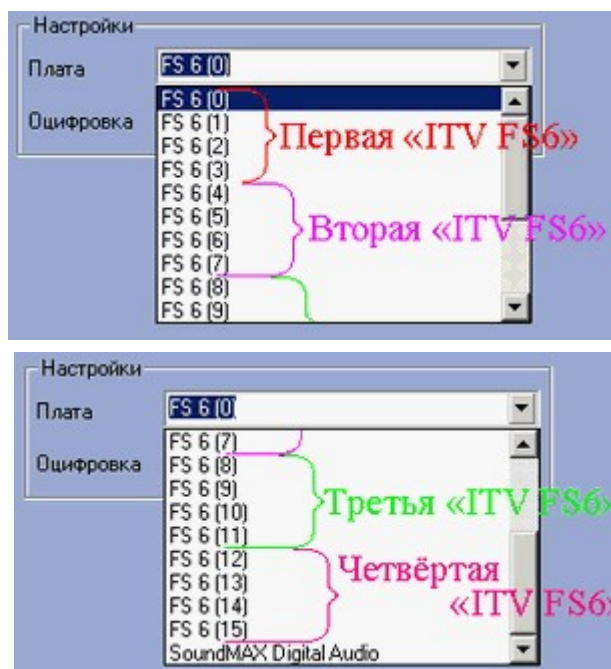 Настройки
Плата
FS 6 (0)
Оцифровка
FS 6 (0)
FS 6 (1)
FS 6 (2)
FS 6 (3)
FS 6 (4)
FS 6 (5)
FS 6 (6)
FS 6 (7)
FS 6 (8)
FS 6 (9)
Первая «ITV FS6»
Вторая «ITV FS6»
Настройки
Плата
FS 6 (0)
Оцифровка
FS 6 (7)
FS 6 (8)
FS 6 (9)
FS 6 (10)
FS 6 (11)
FS 6 (12)
FS 6 (13)
FS 6 (14)
FS 6 (15)
SoundMAX Digital Audio
Третья «ITV FS6»
Четвёртая
«ITV FS6»